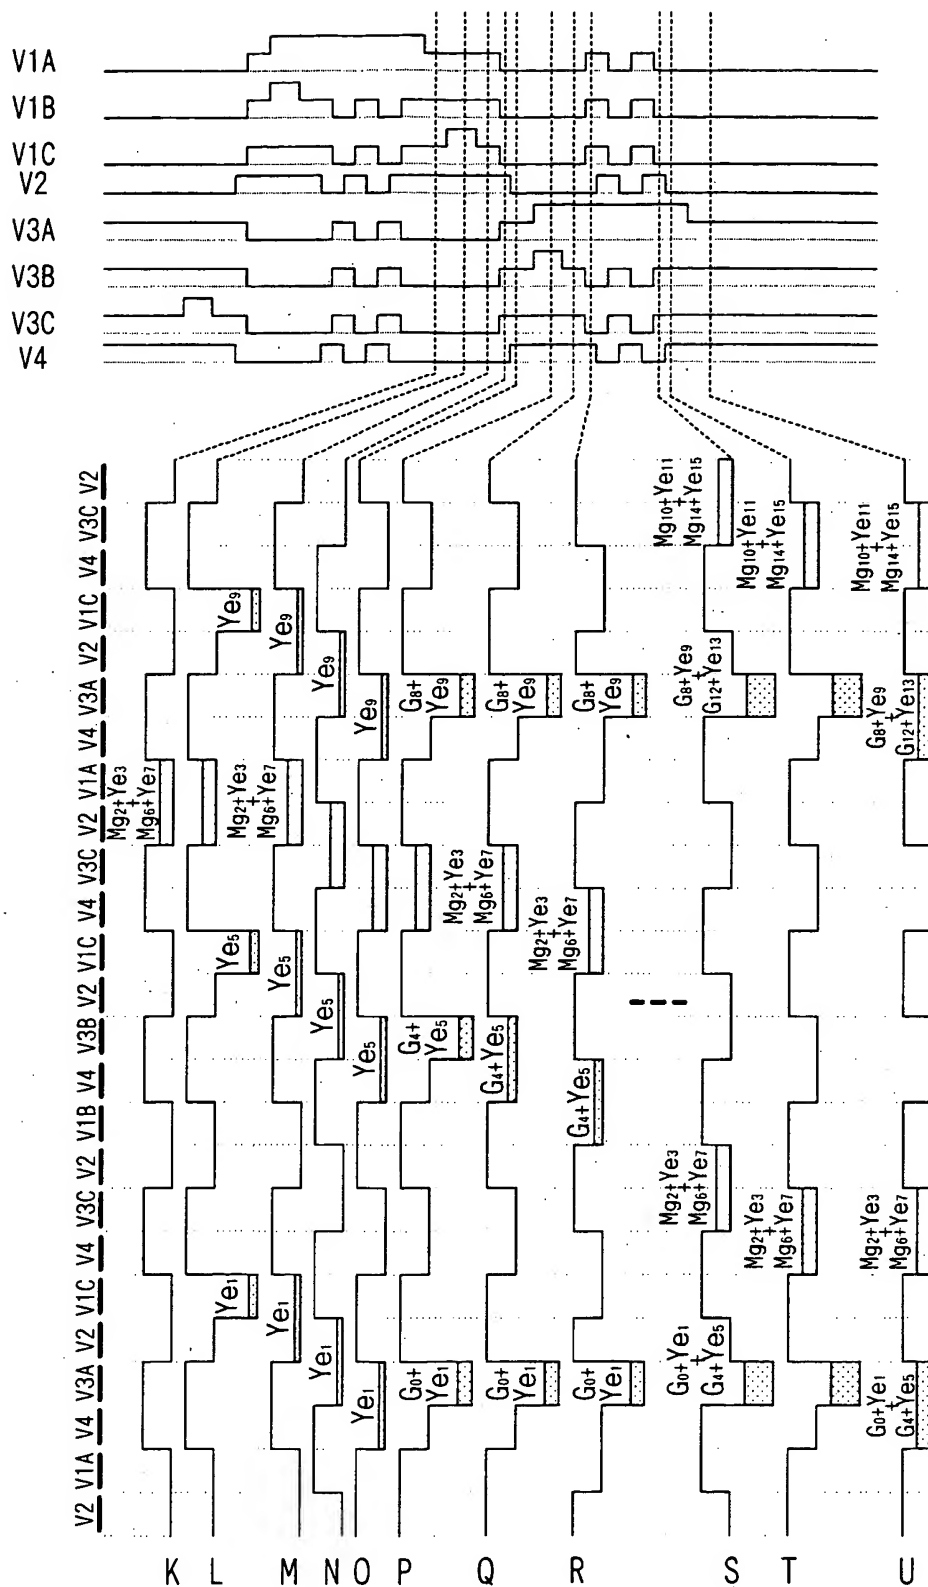 V1A
V1B
V1C
V2
V3A
V3B
V3C
V4
V2
V3C
V4
V1C
V2
V3A
V4
V1A
V2
V3C
V4
V1C
V2
V3B
V4
V1B
V2
V3C
V4
V1C
V2
V3A
V4
V1A
V2
Mg2+Ye3
+
Mg6+Ye7
Ye9
Ye5
Ye1
Mg2+Ye3
+
Mg6+Ye7
Ye9
Ye5
Ye1
Ye9
Ye5
Ye1
Ye9
Ye5
Ye1
G8+
Ye9
G4+
Ye5
G0+
Ye1
G8+
Ye9
Mg2+Ye3
+
Mg6+Ye7
G4+Ye5
G0+
Ye1
G8+
Ye9
Mg2+Ye3
+
Mg6+Ye7
G4+Ye5
G0+
Ye1
Mg10+Ye11
+
Mg14+Ye15
G8+Ye9
+
G12+Ye13
Mg2+Ye3
+
Mg6+Ye7
G0+Ye1
+
G4+Ye5
Mg10+Ye11
+
Mg14+Ye15
Mg2+Ye3
+
Mg6+Ye7
Mg10+Ye11
+
Mg14+Ye15
G8+Ye9
+
G12+Ye13
Mg2+Ye3
+
Mg6+Ye7
G0+Ye1
+
G4+Ye5
K L M N O P Q R S T U